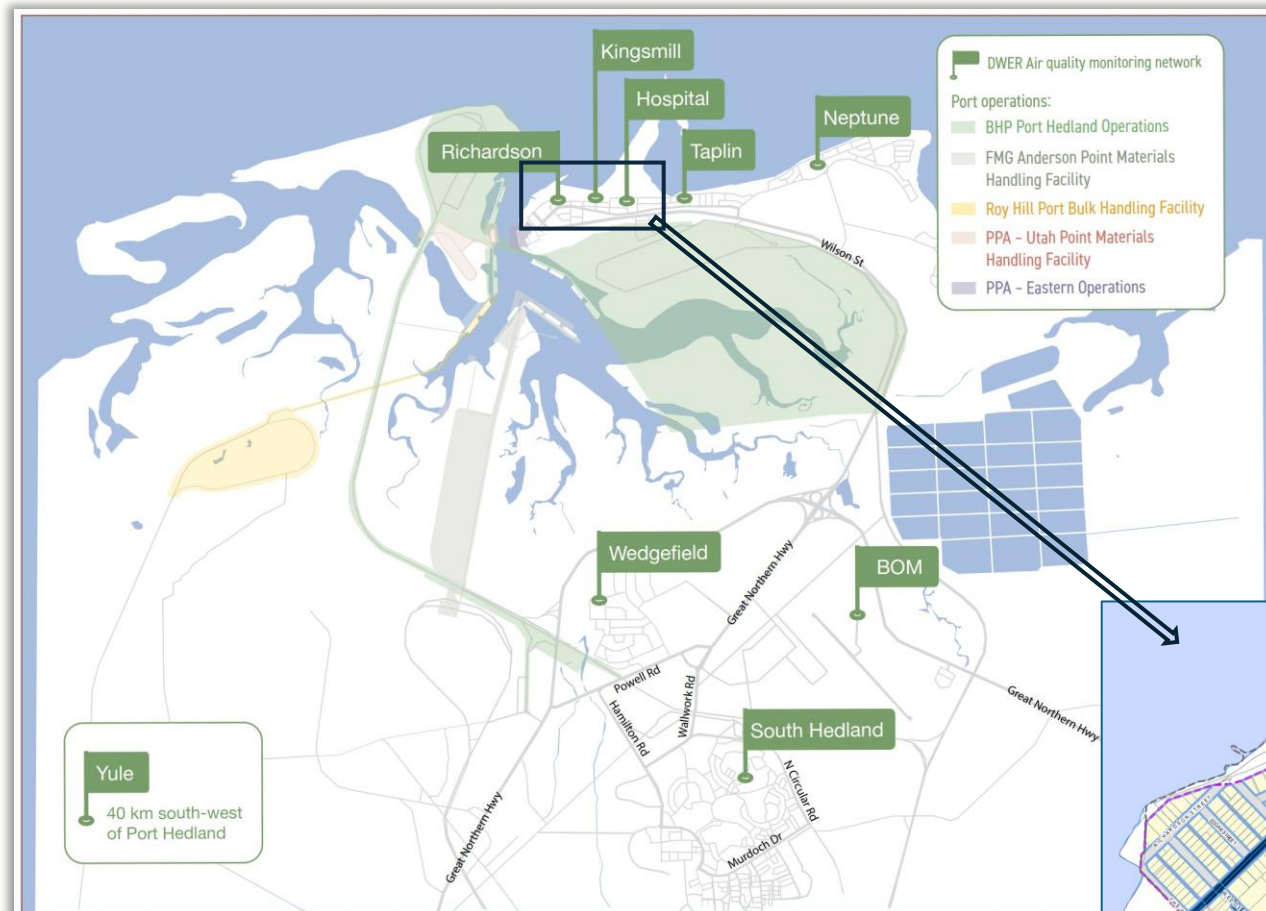 Kingsmill
Hospital
Richardson
Taplin
Neptune
DWER Air quality monitoring network
Port operations:
BHP Port Hedland Operations
FMG Anderson Point Materials
Handling Facility
Roy Hill Port Bulk Handling Facility
PPA – Utah Point Materials
Handling Facility
PPA – Eastern Operations
Wilson St
Wedgefield
BOM
Great Northern Hwy
Powell Rd
Hamilton Rd
Wallwork Rd
Great Northern Hwy
South Hedland
N Circular Rd
Murdoch Dr
Great Northern Hwy
Yule
40 km south-west
of Port Hedland
RICHARDSON STREET